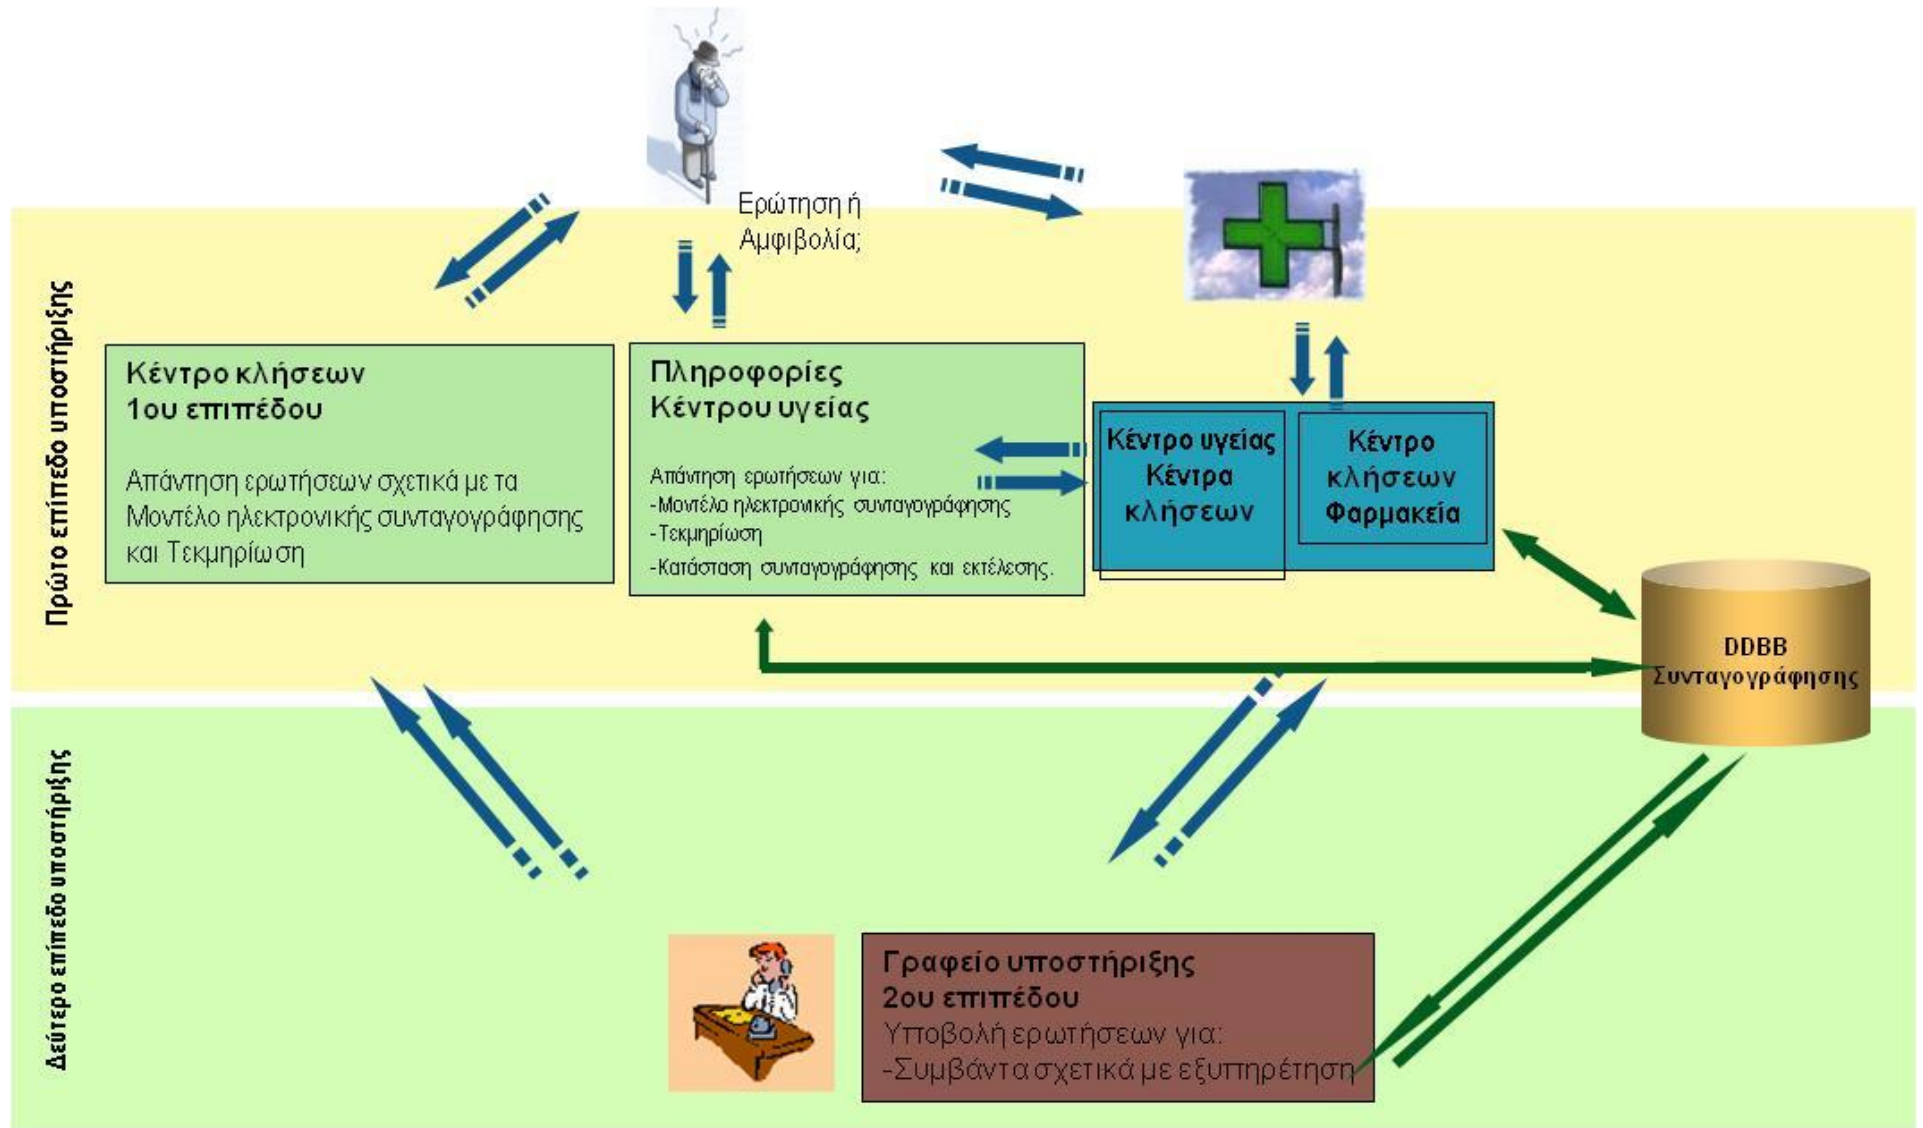 Ερώτηση ή
Αμφιβολία;
Πρώτο επίπεδο υποστήριξης
Κέντρο κλήσεων
1ου επιπέδου
Απάντηση ερωτήσεων σχετικά με τα
Μοντέλο ηλεκτρονικής συνταγογράφησης
και Τεκμηρίωση
Πληροφορίες
Κέντρου υγείας
Απάντηση ερωτήσεων για:
-Μοντέλο ηλεκτρονικής συνταγογράφησης
-Τεκμηρίωση
-Κατάσταση συνταγογράφησης και εκτέλεσης.
Κέντρο υγείας
Κέντρα
κλήσεων
Κέντρο
κλήσεων
Φαρμακεία
DDBB
Συνταγογράφησης
Δεύτερο επίπεδο υποστήριξης
Γραφείο υποστήριξης
2ου επιπέδου
Υποβολή ερωτήσεων για:
-Συμβάντα σχετικά με εξυπηρέτηση